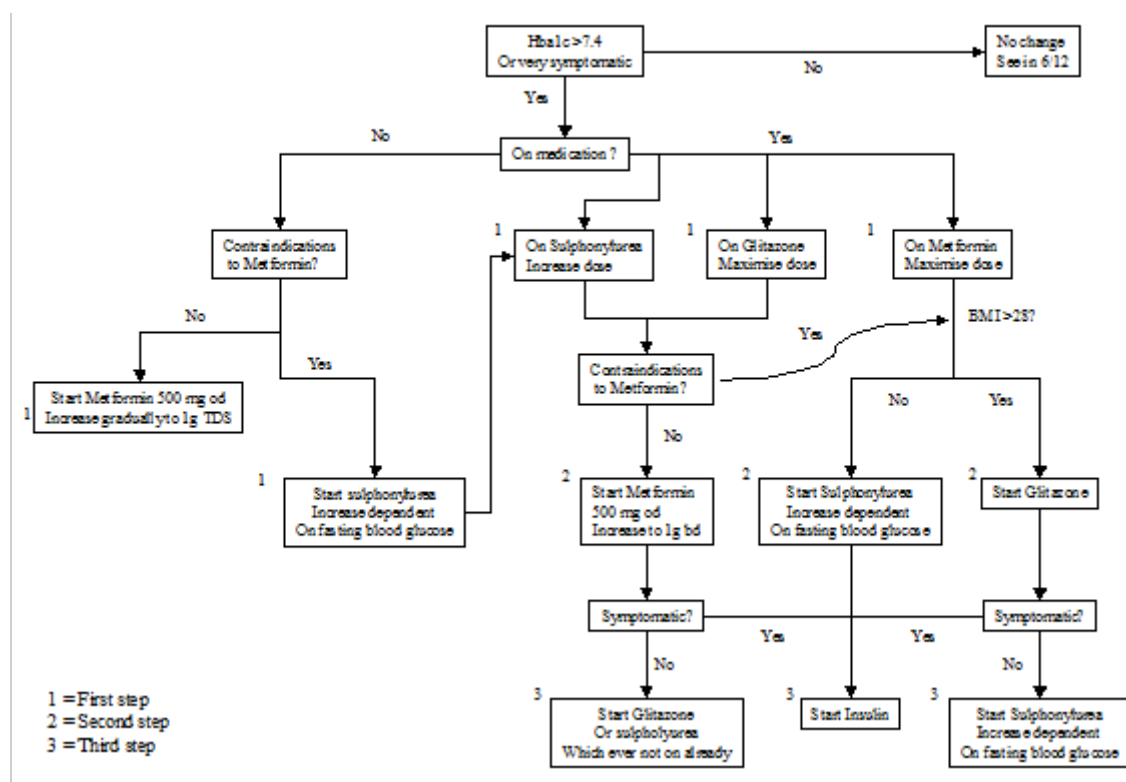 Hba1c >7.4
Or very symptomatic
No change
See in 6/12
No
Yes
No
On medication ?
Yes
Contraindications
to Metformin?
1
On Sulphonylurea
Increase dose
1
On Glitazone
Maximise dose
1
On Metformin
Maximise dose
No
Yes
Yes
BMI >28?
Contraindications
to Metformin?
1
Start Metformin 500 mg od
Increase gradually to 1g TDS
No
Yes
No
1
Start sulphonylurea
Increase dependent
On fasting blood glucose
2
Start Metformin
500 mg od
Increase to 1g bd
2
Start Sulphonylurea
Increase dependent
On fasting blood glucose
2
Start Glitazone
Symptomatic?
Yes
Yes
Symptomatic?
No
No
1 = First step
2 = Second step
3 = Third step
3
Start Glitazone
Or sulpholyurea
Which ever not on already
3
Start Insulin
3
Start Sulphonylurea
Increase dependent
On fasting blood glucose